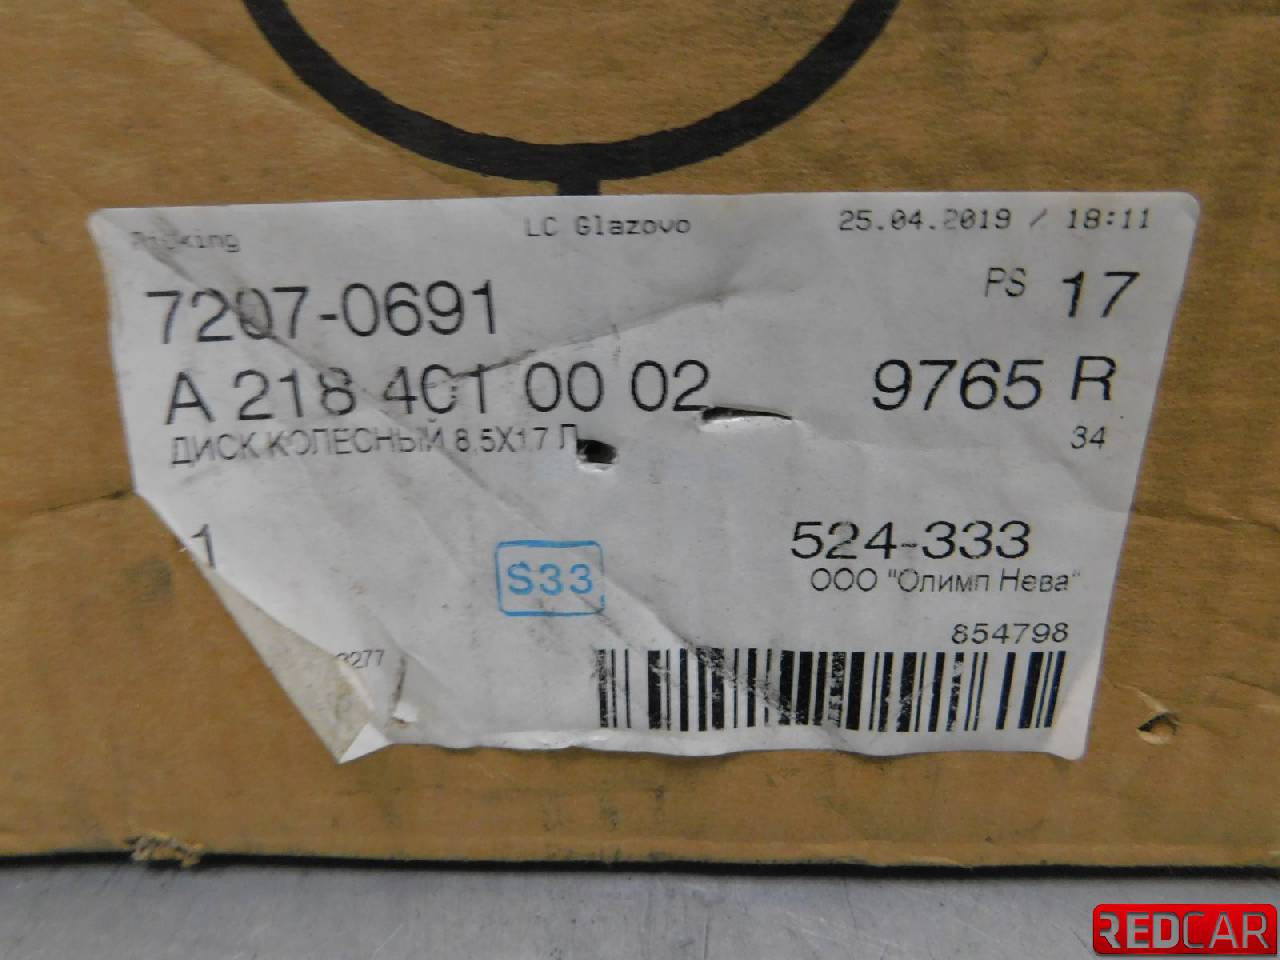 Packing LC Glazovo 25.04.2019 / 18:11
7207-0691 PS 17
A 218 401 00 02 9765 R
ДИСК КОЛЕСНЫЙ 8,5X17 34
1 524-333
S33 ООО "Олимп Нева"
854798
REDCAR